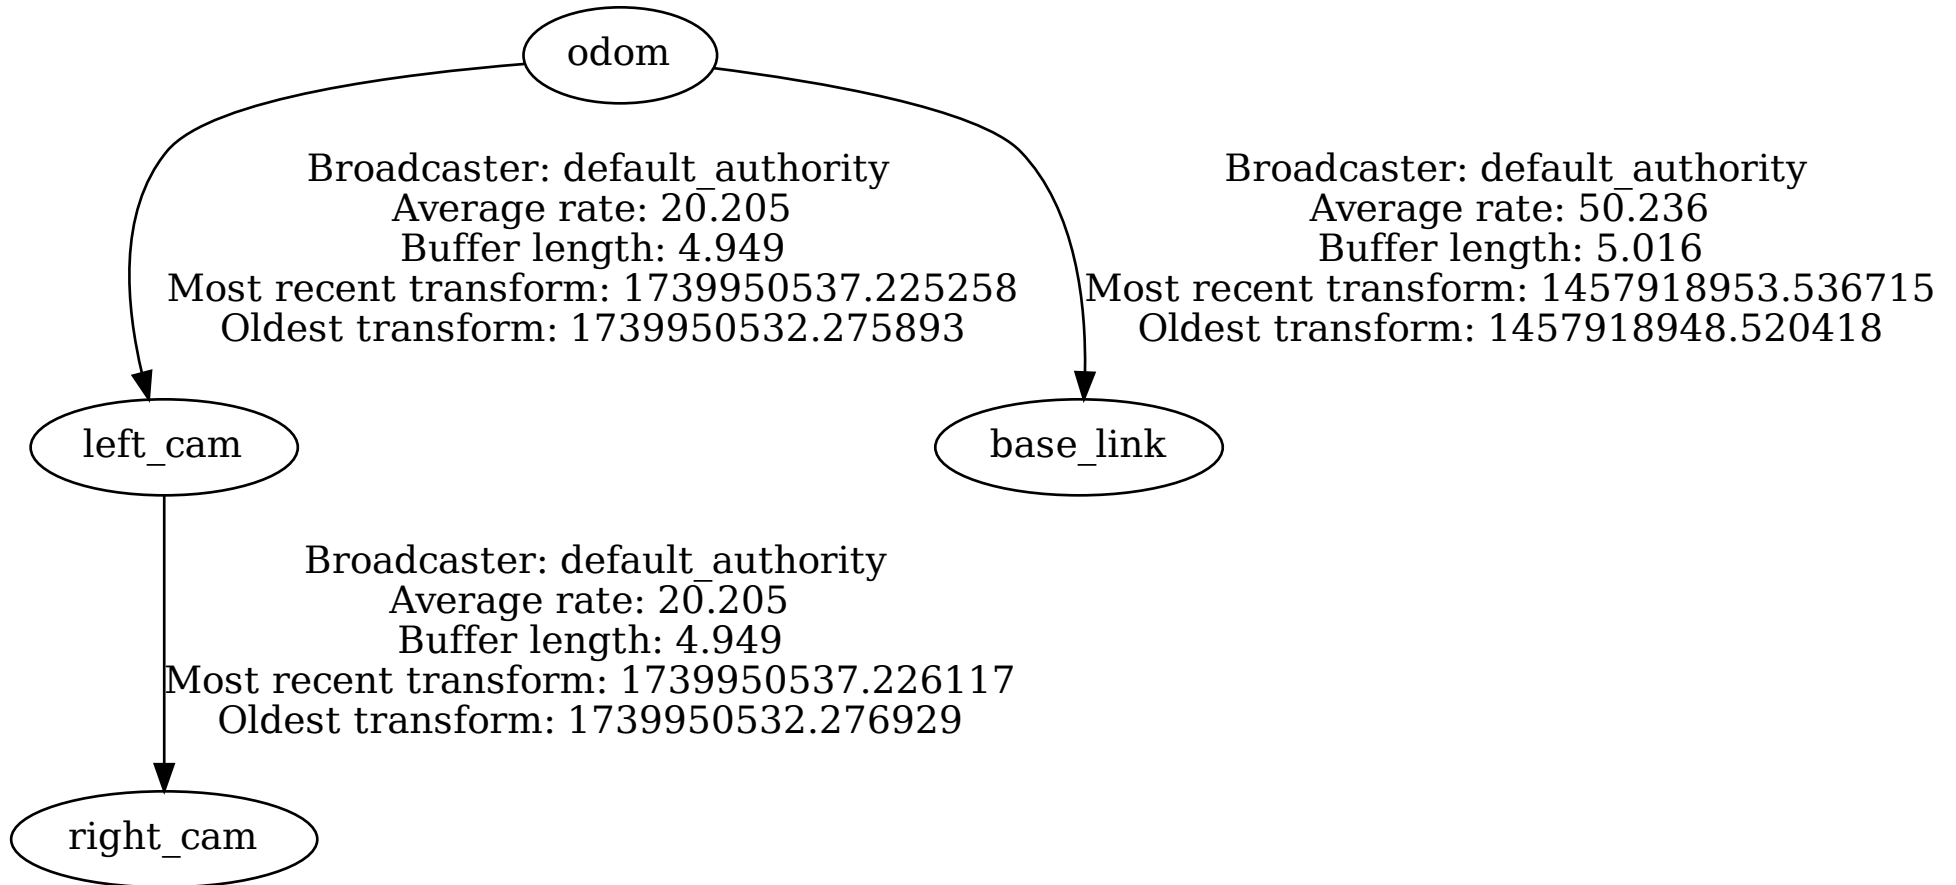 odom
Broadcaster: default_authority
Average rate: 20.205
Buffer length: 4.949
Most recent transform: 1739950537.225258
Oldest transform: 1739950532.275893
Broadcaster: default_authority
Average rate: 50.236
Buffer length: 5.016
Most recent transform: 1457918953.536715
Oldest transform: 1457918948.520418
left_cam
base_link
Broadcaster: default_authority
Average rate: 20.205
Buffer length: 4.949
Most recent transform: 1739950537.226117
Oldest transform: 1739950532.276929
right_cam